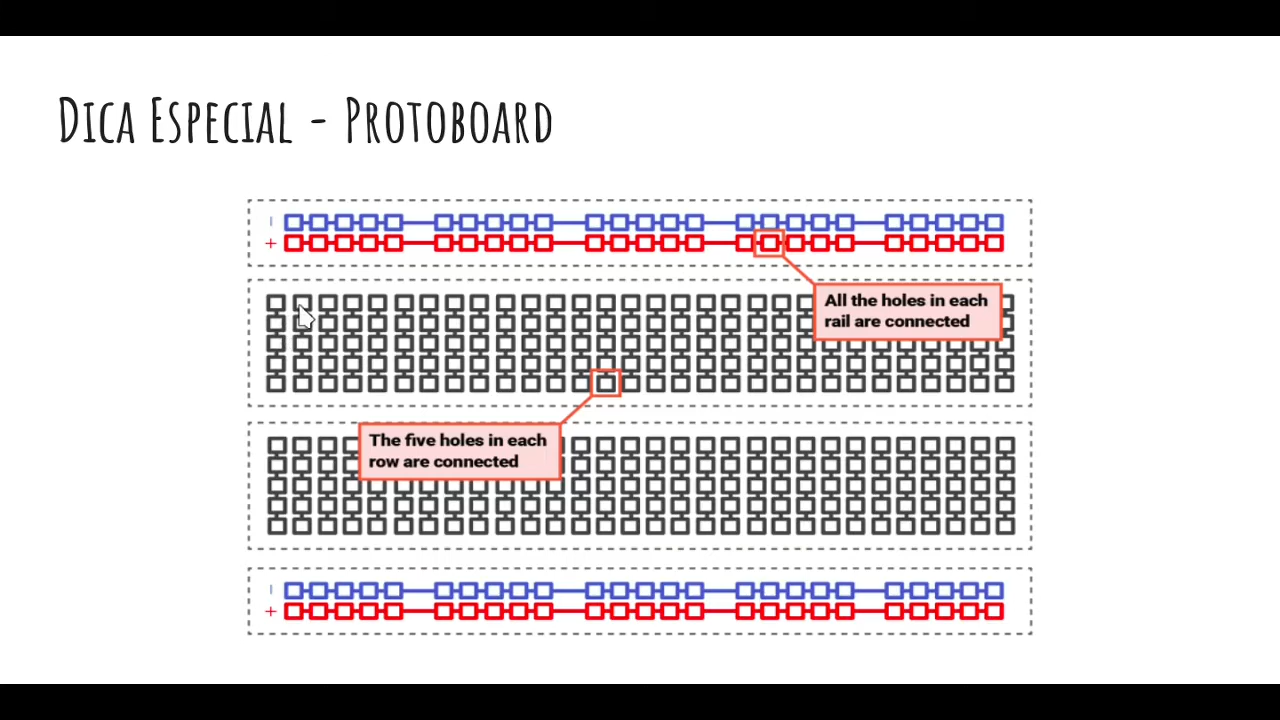 Dica Especial - Protoboard
-
+
All the holes in each
rail are connected
The five holes in each
row are connected
-
+